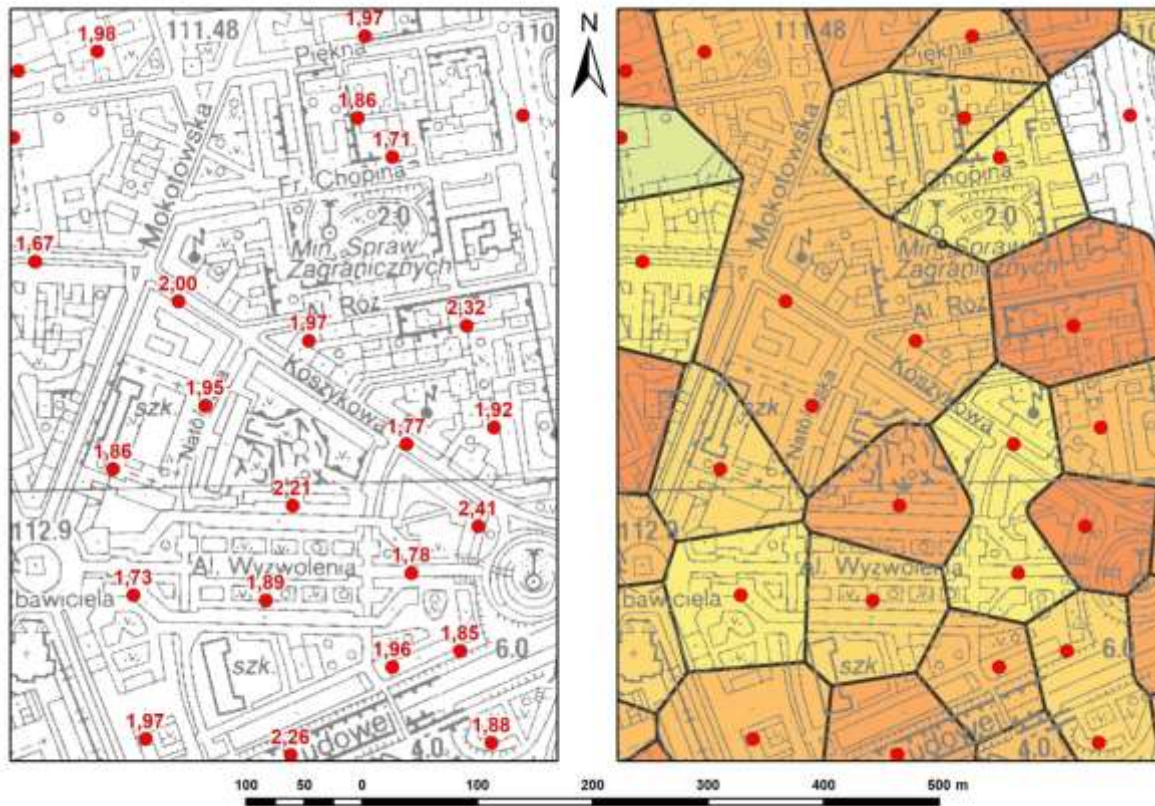 1,98
1,97
111.48
110
Piękna
1,86
1,71
Mokotowska
Fr. Chopina
2.0
Min. Spraw
Zagranicznych
1,67
2,00
Al. Róż
1,97
2,32
1,95
Koszykowa
szk.
1,92
1,77
1,86
2,21
2,41
112.9
1,78
Al. Wyzwolenia
1,73
1,89
bawiciela
1,85
1,96
6.0
szk.
1,97
2,26
udowej
1,88
4.0
N
111.48
110
Piękna
Mokotowska
Fr. Chopina
2.0
Min. Spraw
Zagranicznych
Al. Róż
Koszykowa
szk.
112.9
Al. Wyzwolenia
bawiciela
6.0
szk
udowej
4.0
100 50 0 100 200 300 400 500 m